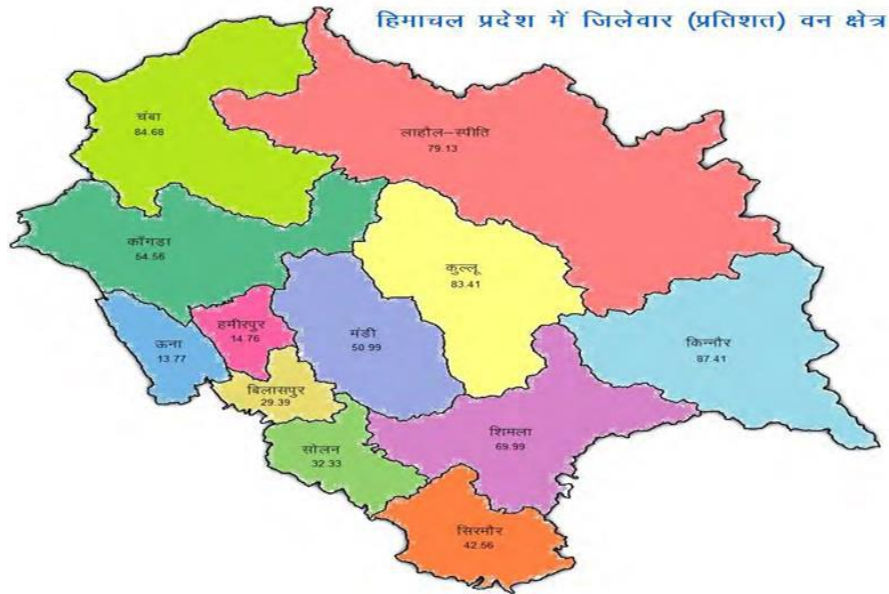 हिमाचल प्रदेश में जिलेवार (प्रतिशत) वन क्षेत्र
चंबा
84.68
लाहौल–स्पीति
79.13
काँगडा
54.56
कुल्लू
83.41
हमीरपुर
14.76
मंडी
50.99
ऊना
13.77
किन्नौर
87.41
बिलासपुर
29.39
शिमला
69.99
सोलन
32.33
सिरमौर
42.56